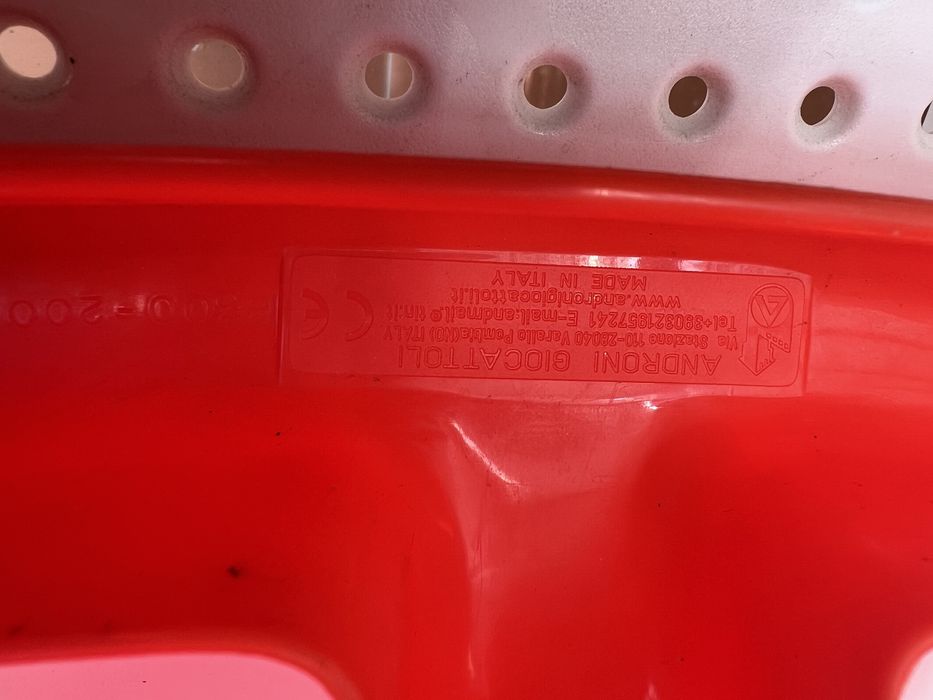 ANDRONI GIOCATTOLI
Via Stazione 110-28040 Varallo Pombia(NO) ITALY
Tel+390321957241 E-mail:andmail@tin.it
www.andronigiocattoli.it
MADE IN ITALY
CE